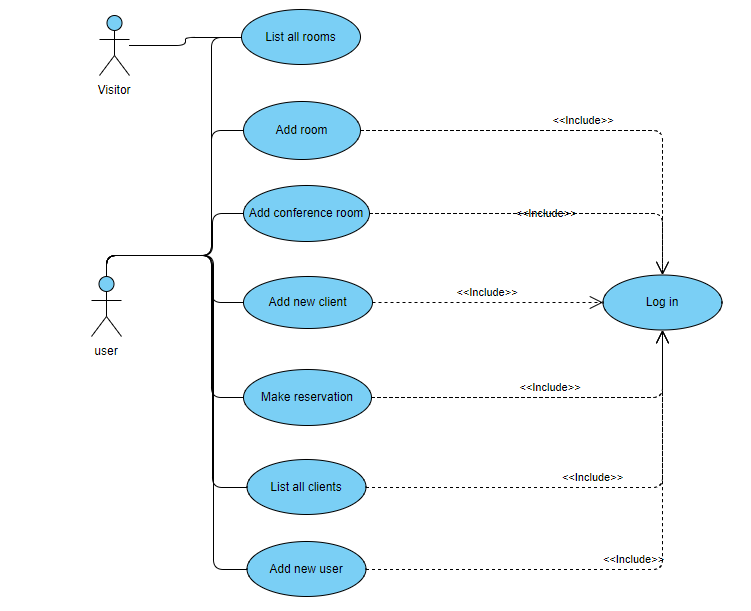 List all rooms
Visitor
Add room
<<Include>>
Add conference room
<<Include>>
Add new client
<<Include>>
Log in
user
Make reservation
<<Include>>
List all clients
<<Include>>
Add new user
<<Include>>